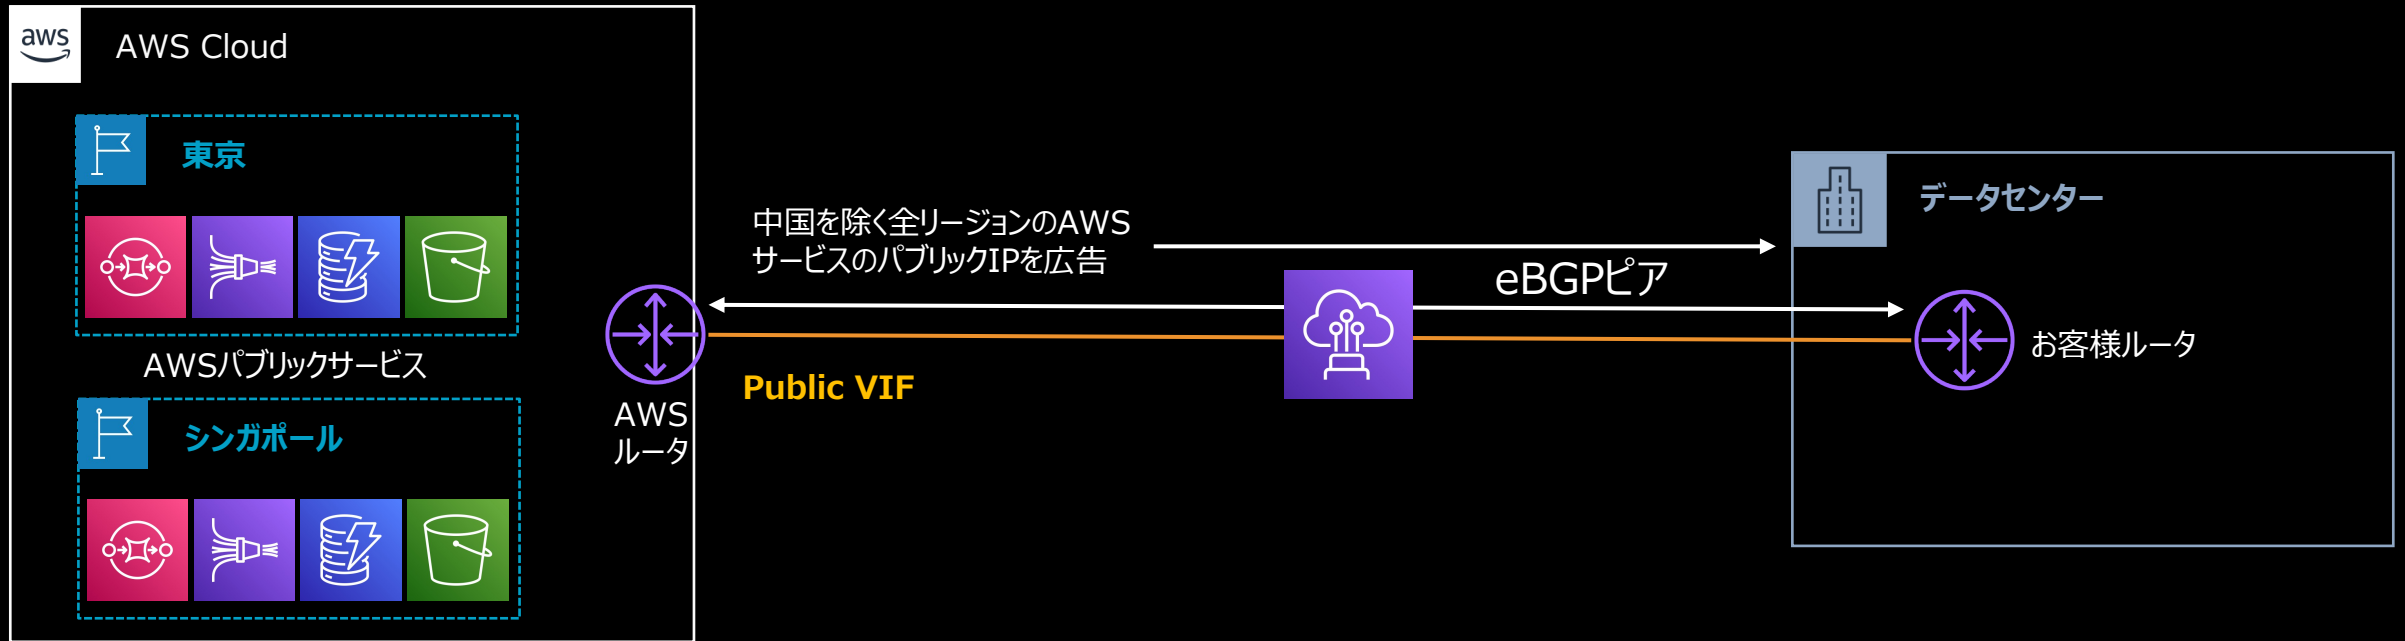 aws
AWS Cloud
東京
AWSパブリックサービス
シンガポール
AWS
ルータ
中国を除く全リージョンのAWS
サービスのパブリックIPを広告
Public VIF
eBGPピア
データセンター
お客様ルータ